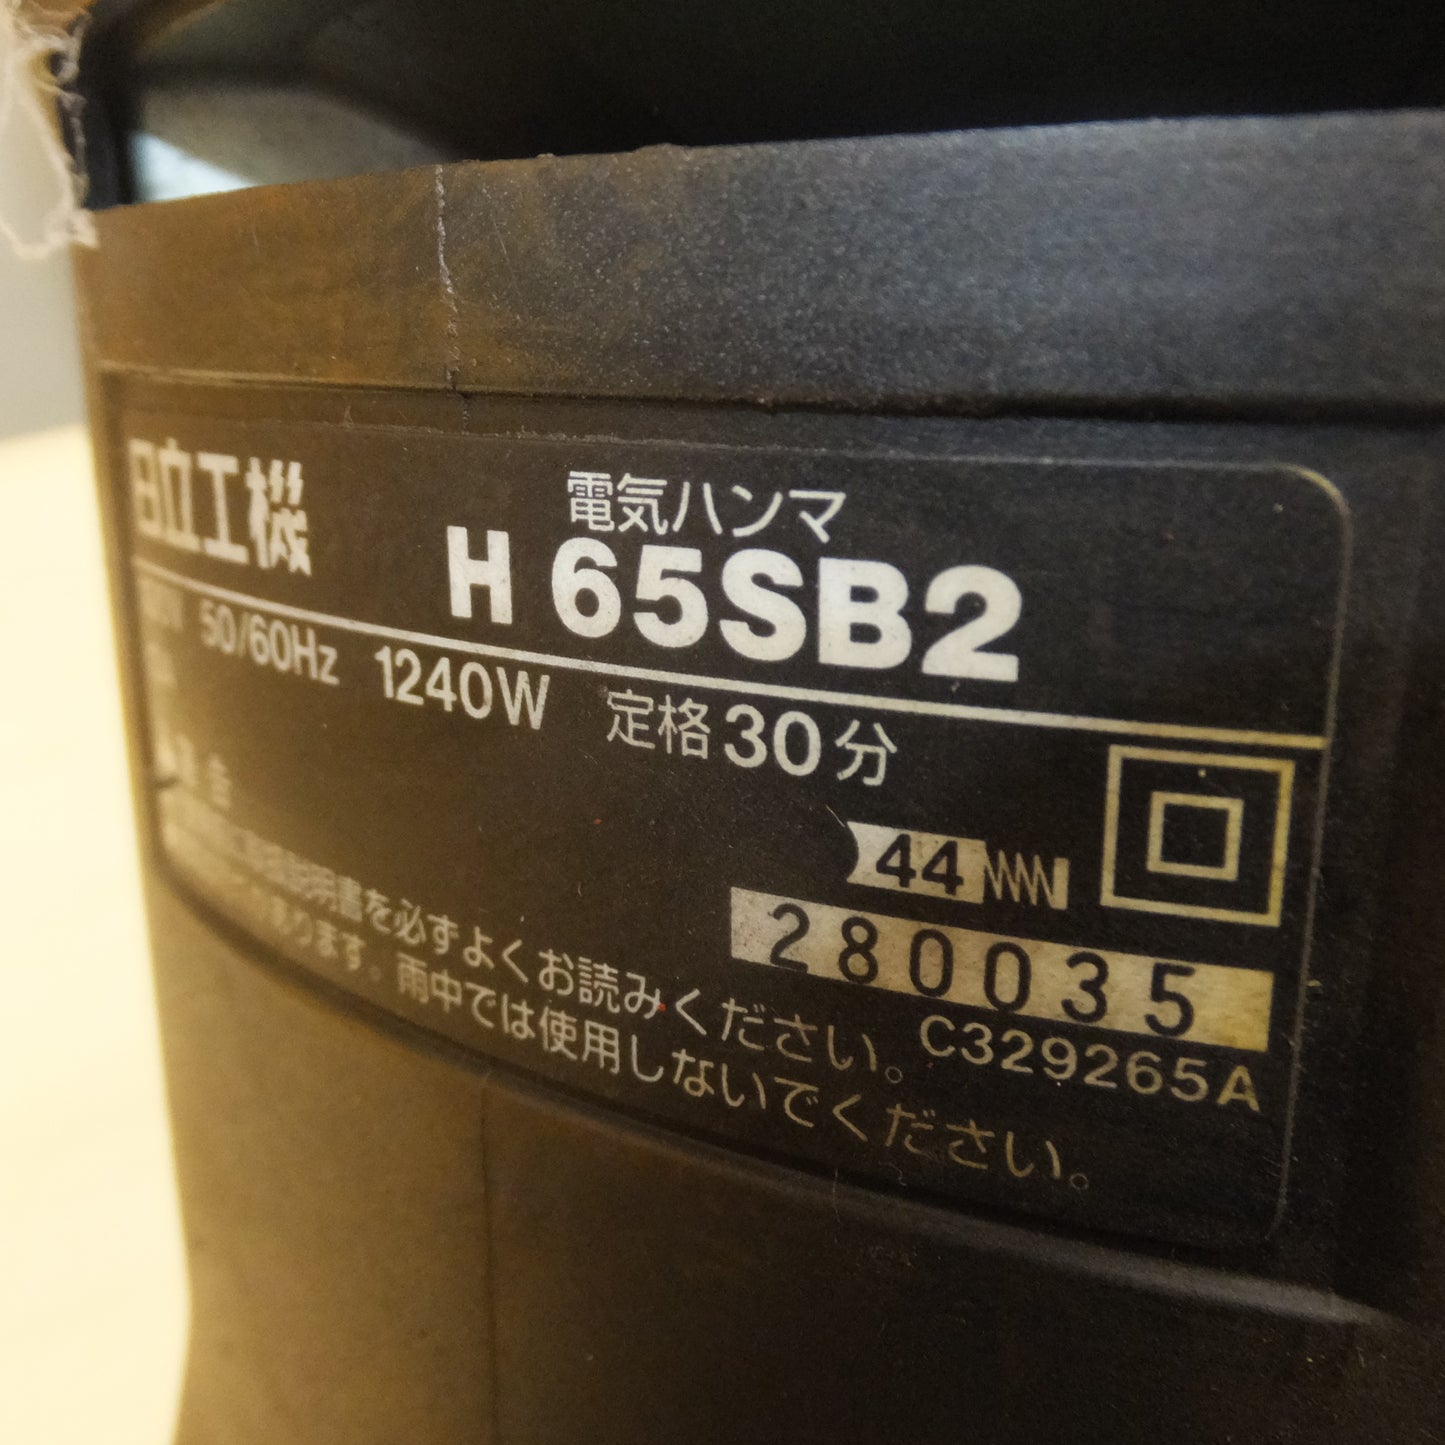 日立工機
電気ハンマ
H 65SB2
50/60Hz 1240W 定格30分
44
280035
C329265A
説明書を必ずよくお読みください。
あります。雨中では使用しないでください。